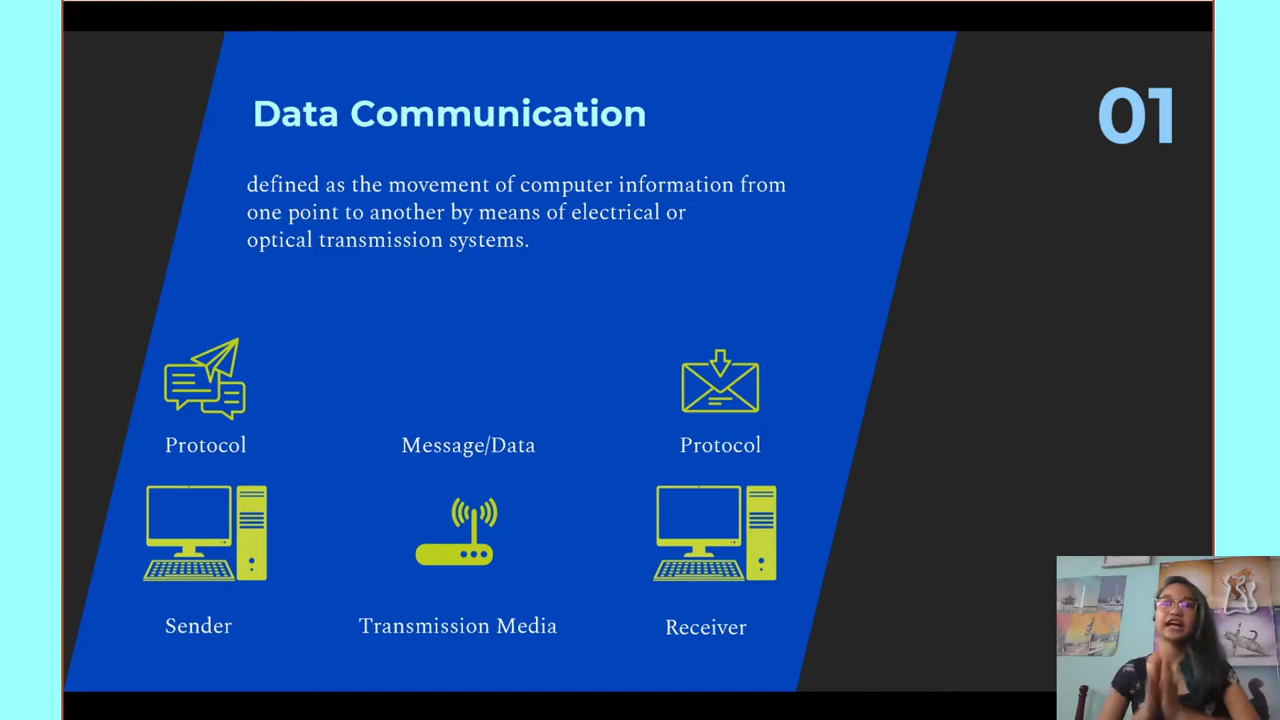 Data Communication
01
defined as the movement of computer information from
one point to another by means of electrical or
optical transmission systems.
Protocol
Message/Data
Protocol
Sender
Transmission Media
Receiver